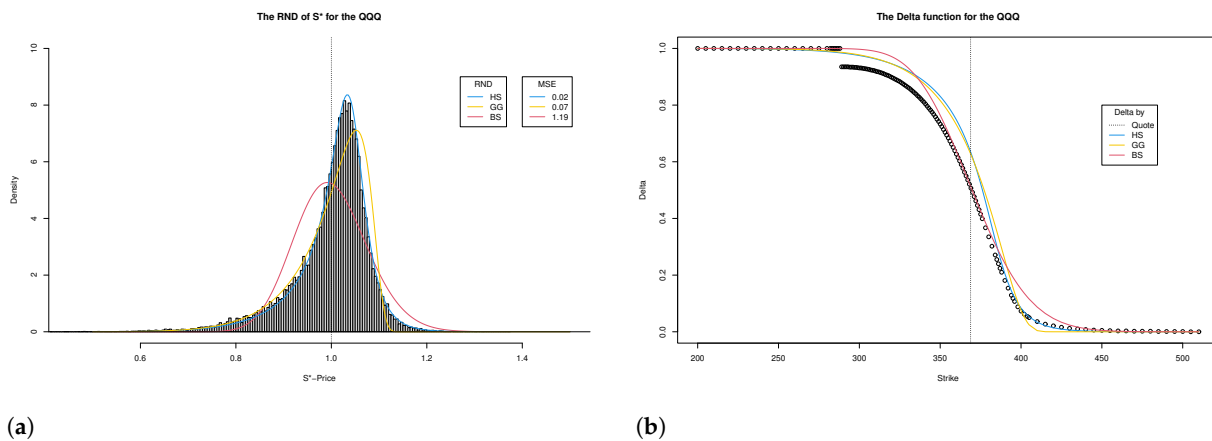 The RND of S* for the QQQ
Density
10
8
6
4
2
0
0.6 0.8 1.0 1.2 1.4
S*-Price
RND
HS
GG
BS
MSE
0.02
0.07
1.19
(a)
The Delta function for the QQQ
Delta
1.0
0.8
0.6
0.4
0.2
0.0
200 250 300 350 400 450 500
Strike
Delta by
Quote
HS
GG
BS
(b)